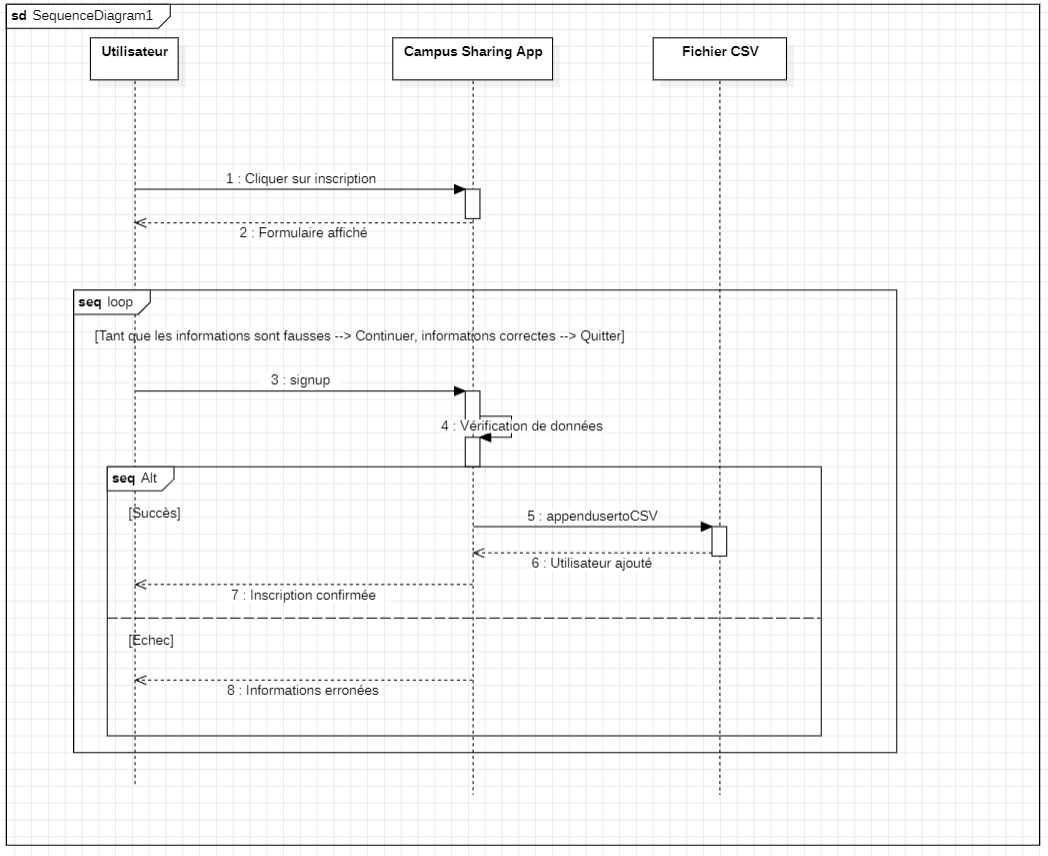 sd SequenceDiagram1
Utilisateur
Campus Sharing App
Fichier CSV
1 : Cliquer sur inscription
2 : Formulaire affiché
seq loop
[Tant que les informations sont fausses --> Continuer, informations correctes --> Quitter]
3 : signup
4 : Vérification de données
seq Alt
[Succès]
5 : appendusertoCSV
6 : Utilisateur ajouté
7 : Inscription confirmée
[Echec]
8 : Informations erronées